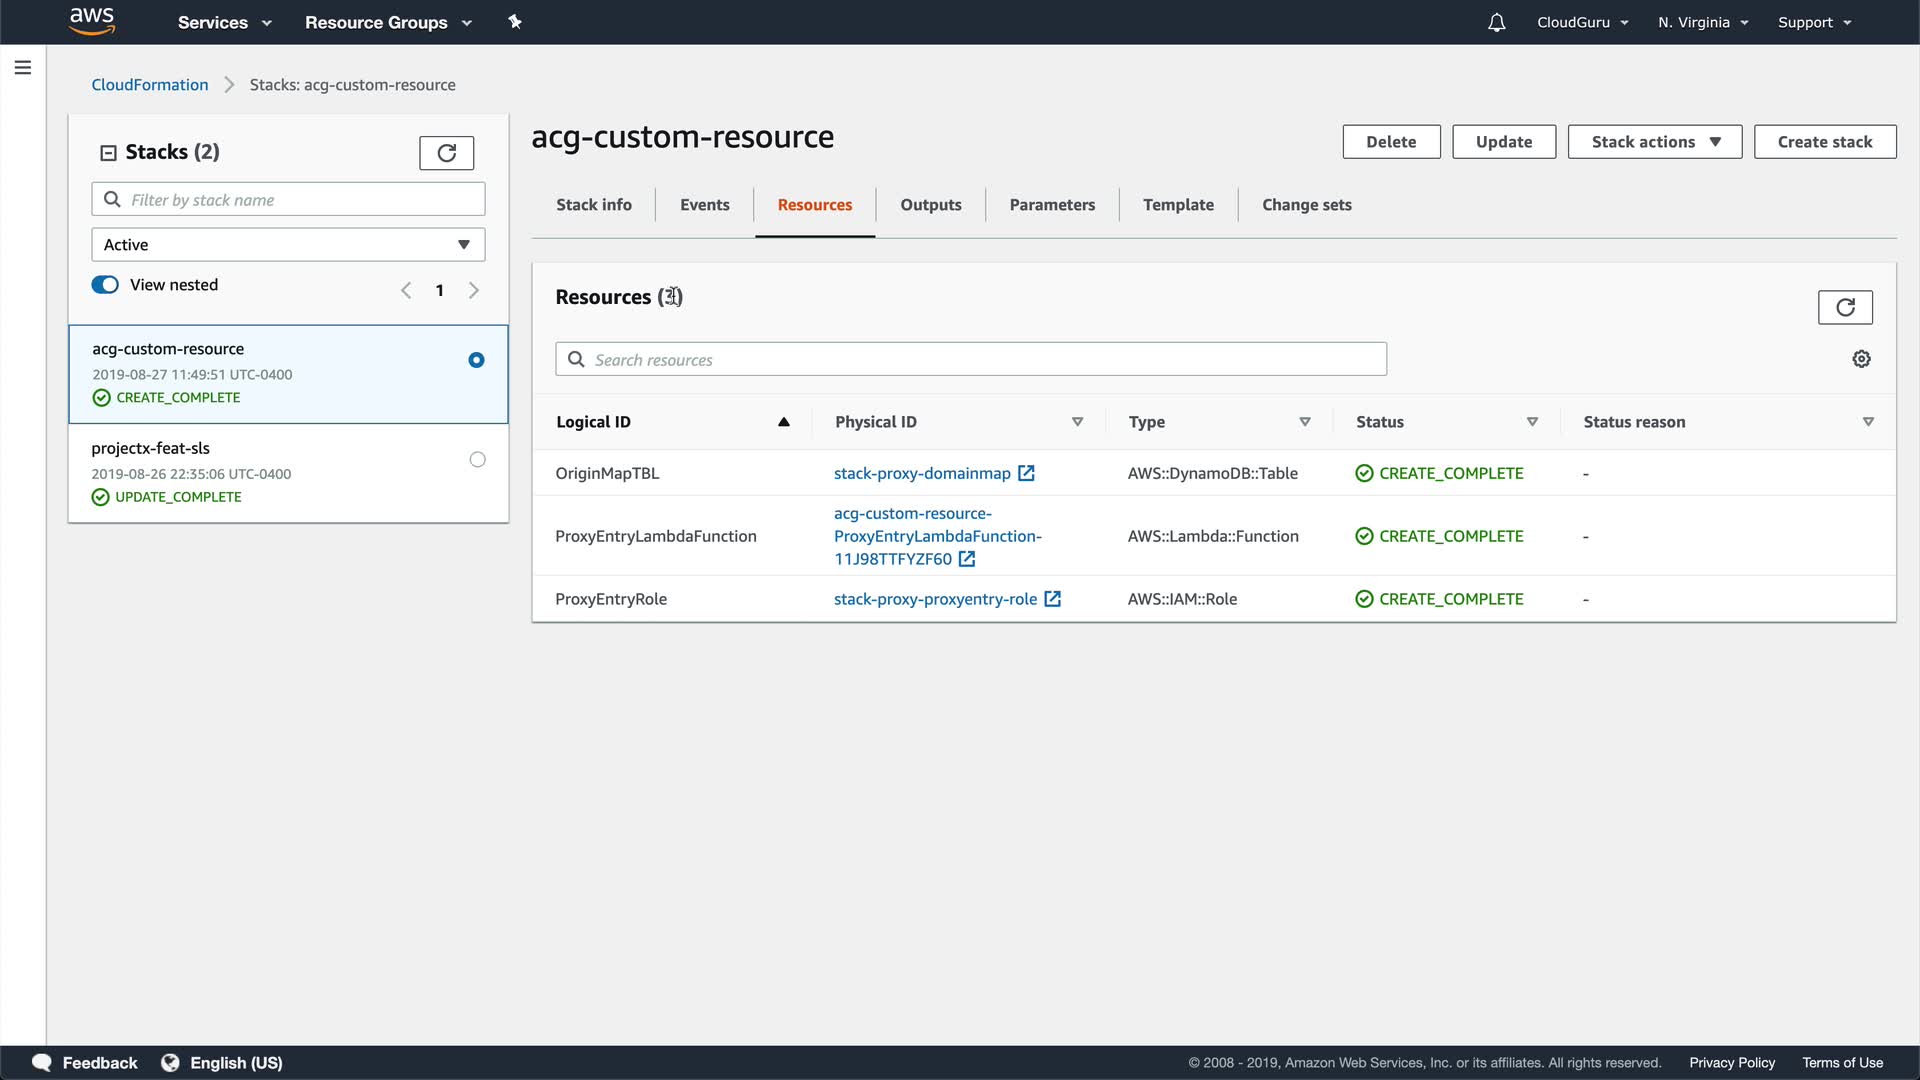 aws
Services
Resource Groups
CloudGuru
N. Virginia
Support
CloudFormation
Stacks: acg-custom-resource
Stacks (2)
Filter by stack name
Active
View nested
1
acg-custom-resource
2019-08-27 11:49:51 UTC-0400
CREATE_COMPLETE
projectx-feat-sls
2019-08-26 22:35:06 UTC-0400
UPDATE_COMPLETE
acg-custom-resource
Delete
Update
Stack actions
Create stack
Stack info
Events
Resources
Outputs
Parameters
Template
Change sets
Resources (3)
Search resources
Logical ID
Physical ID
Type
Status
Status reason
OriginMapTBL
stack-proxy-domainmap
AWS::DynamoDB::Table
CREATE_COMPLETE
-
ProxyEntryLambdaFunction
acg-custom-resource-
ProxyEntryLambdaFunction-
11J98TTFYZF60
AWS::Lambda::Function
CREATE_COMPLETE
-
ProxyEntryRole
stack-proxy-proxyentry-role
AWS::IAM::Role
CREATE_COMPLETE
-
Feedback
English (US)
© 2008 - 2019, Amazon Web Services, Inc. or its affiliates. All rights reserved.
Privacy Policy
Terms of Use